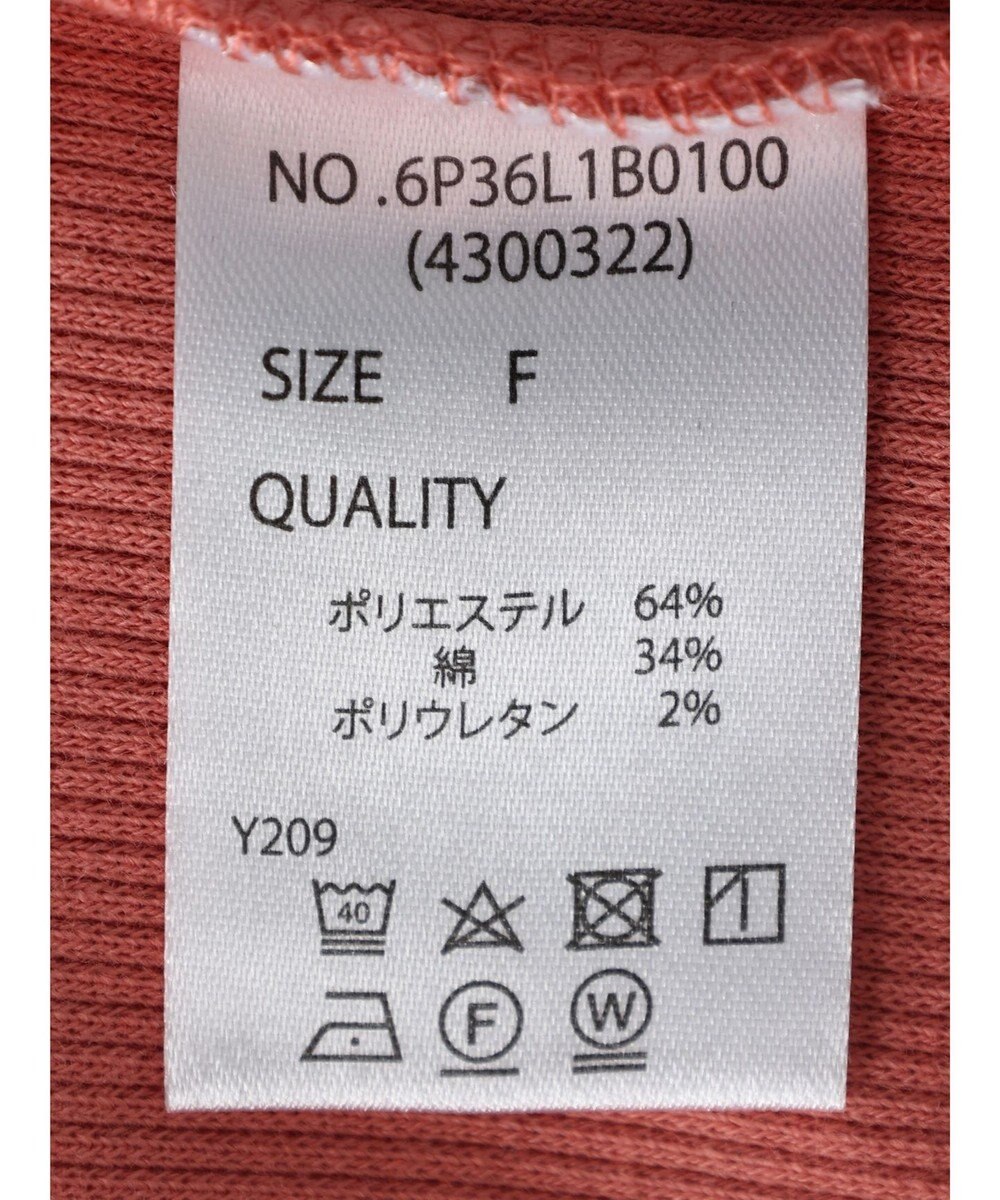 NO .6P36L1B0100
(4300322)
SIZE F
QUALITY
ポリエステル 64%
綿 34%
ポリウレタン 2%
Y209
40
F W